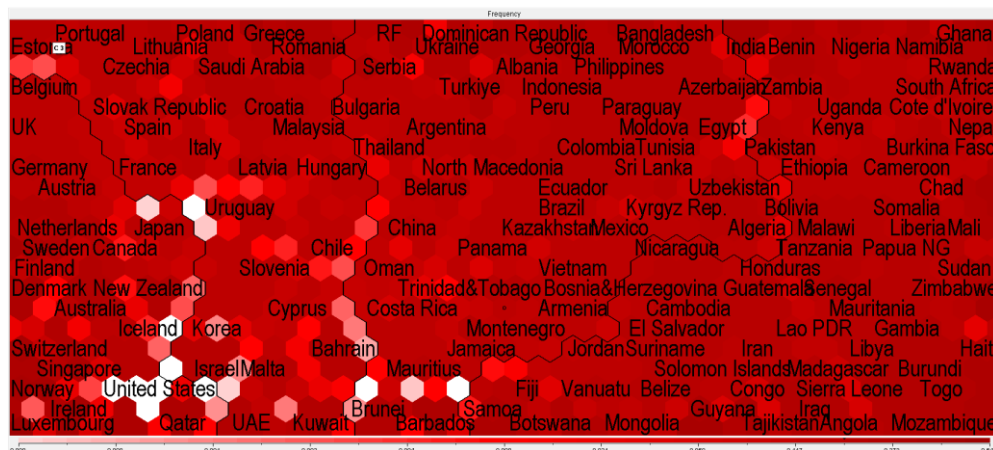 Frequency
Portugal Poland Greece RF Dominican Republic Bangladesh Ghana
Estonia C 3 Lithuania Romania Ukraine Georgia Morocco India Benin Nigeria Namibia
Czechia Saudi Arabia Serbia Albania Philippines Rwanda
Belgium Turkiye Indonesia Azerbaijan Zambia South Africa
Slovak Republic Croatia Bulgaria Peru Paraguay Uganda Cote d'Ivoire
UK Spain Malaysia Argentina Moldova Egypt Kenya Nepa
Italy Thailand Colombia Tunisia Pakistan Burkina Faso
Germany France Latvia Hungary North Macedonia Sri Lanka Ethiopia Cameroon
Austria Belarus Ecuador Uzbekistan Chad
Uruguay Brazil Kyrgyz Rep. Bolivia Somalia
Netherlands Japan China Kazakhstan Mexico Algeria Malawi Liberia Mali
Sweden Canada Chile Panama Nicaragua Tanzania Papua NG
Finland Slovenia Oman Vietnam Honduras Sudan
Denmark New Zealand Trinidad&Tobago Bosnia&Herzegovina Guatemala Senegal Zimbabwe
Australia Cyprus Costa Rica Armenia Cambodia Mauritania
Iceland Korea Montenegro El Salvador Lao PDR Gambia
Switzerland Bahrain Jamaica Jordan Suriname Iran Libya Hait
Singapore Israel Malta Mauritius Solomon Islands Madagascar Burundi
Norway United States Fiji Vanuatu Belize Congo Sierra Leone Togo
Ireland Brunei Samoa Guyana Iraq
Luxembourg Qatar UAE Kuwait Barbados Botswana Mongolia Tajikistan Angola Mozambique